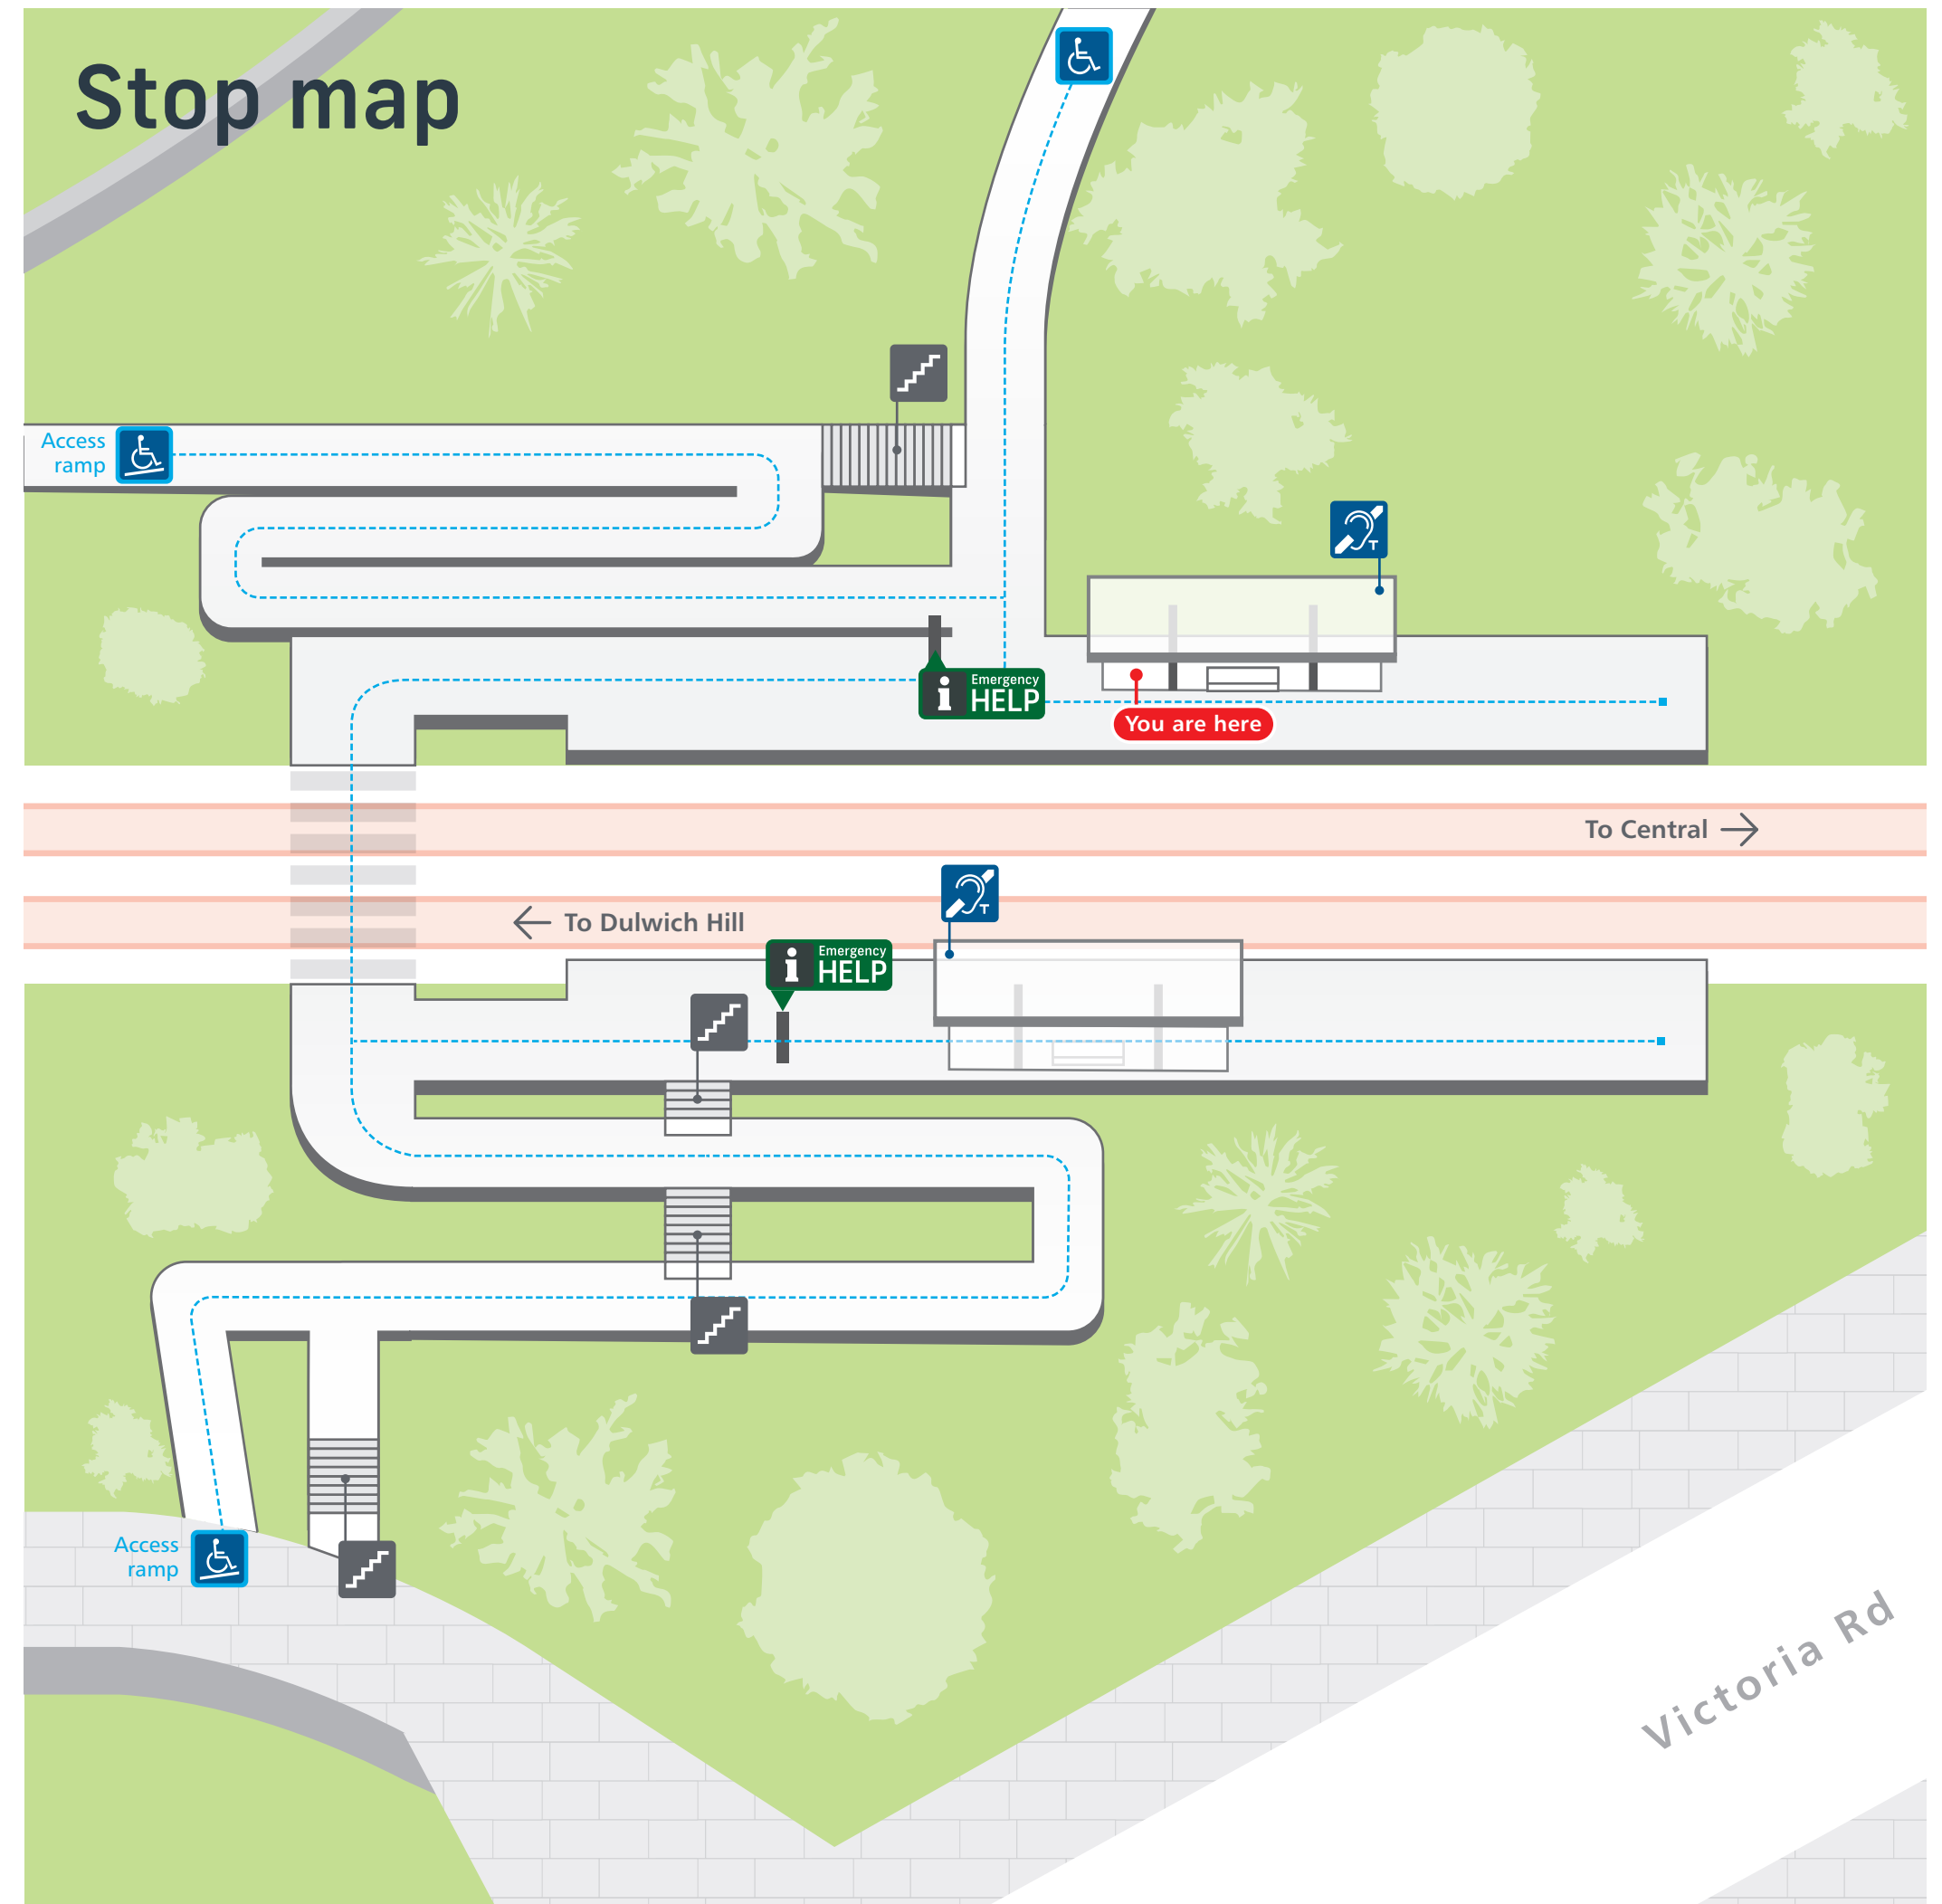 Stop map
Access
ramp
T
Emergency
i HELP
You are here
To Central
T
To Dulwich Hill
Emergency
i HELP
Access
ramp
Victoria Rd